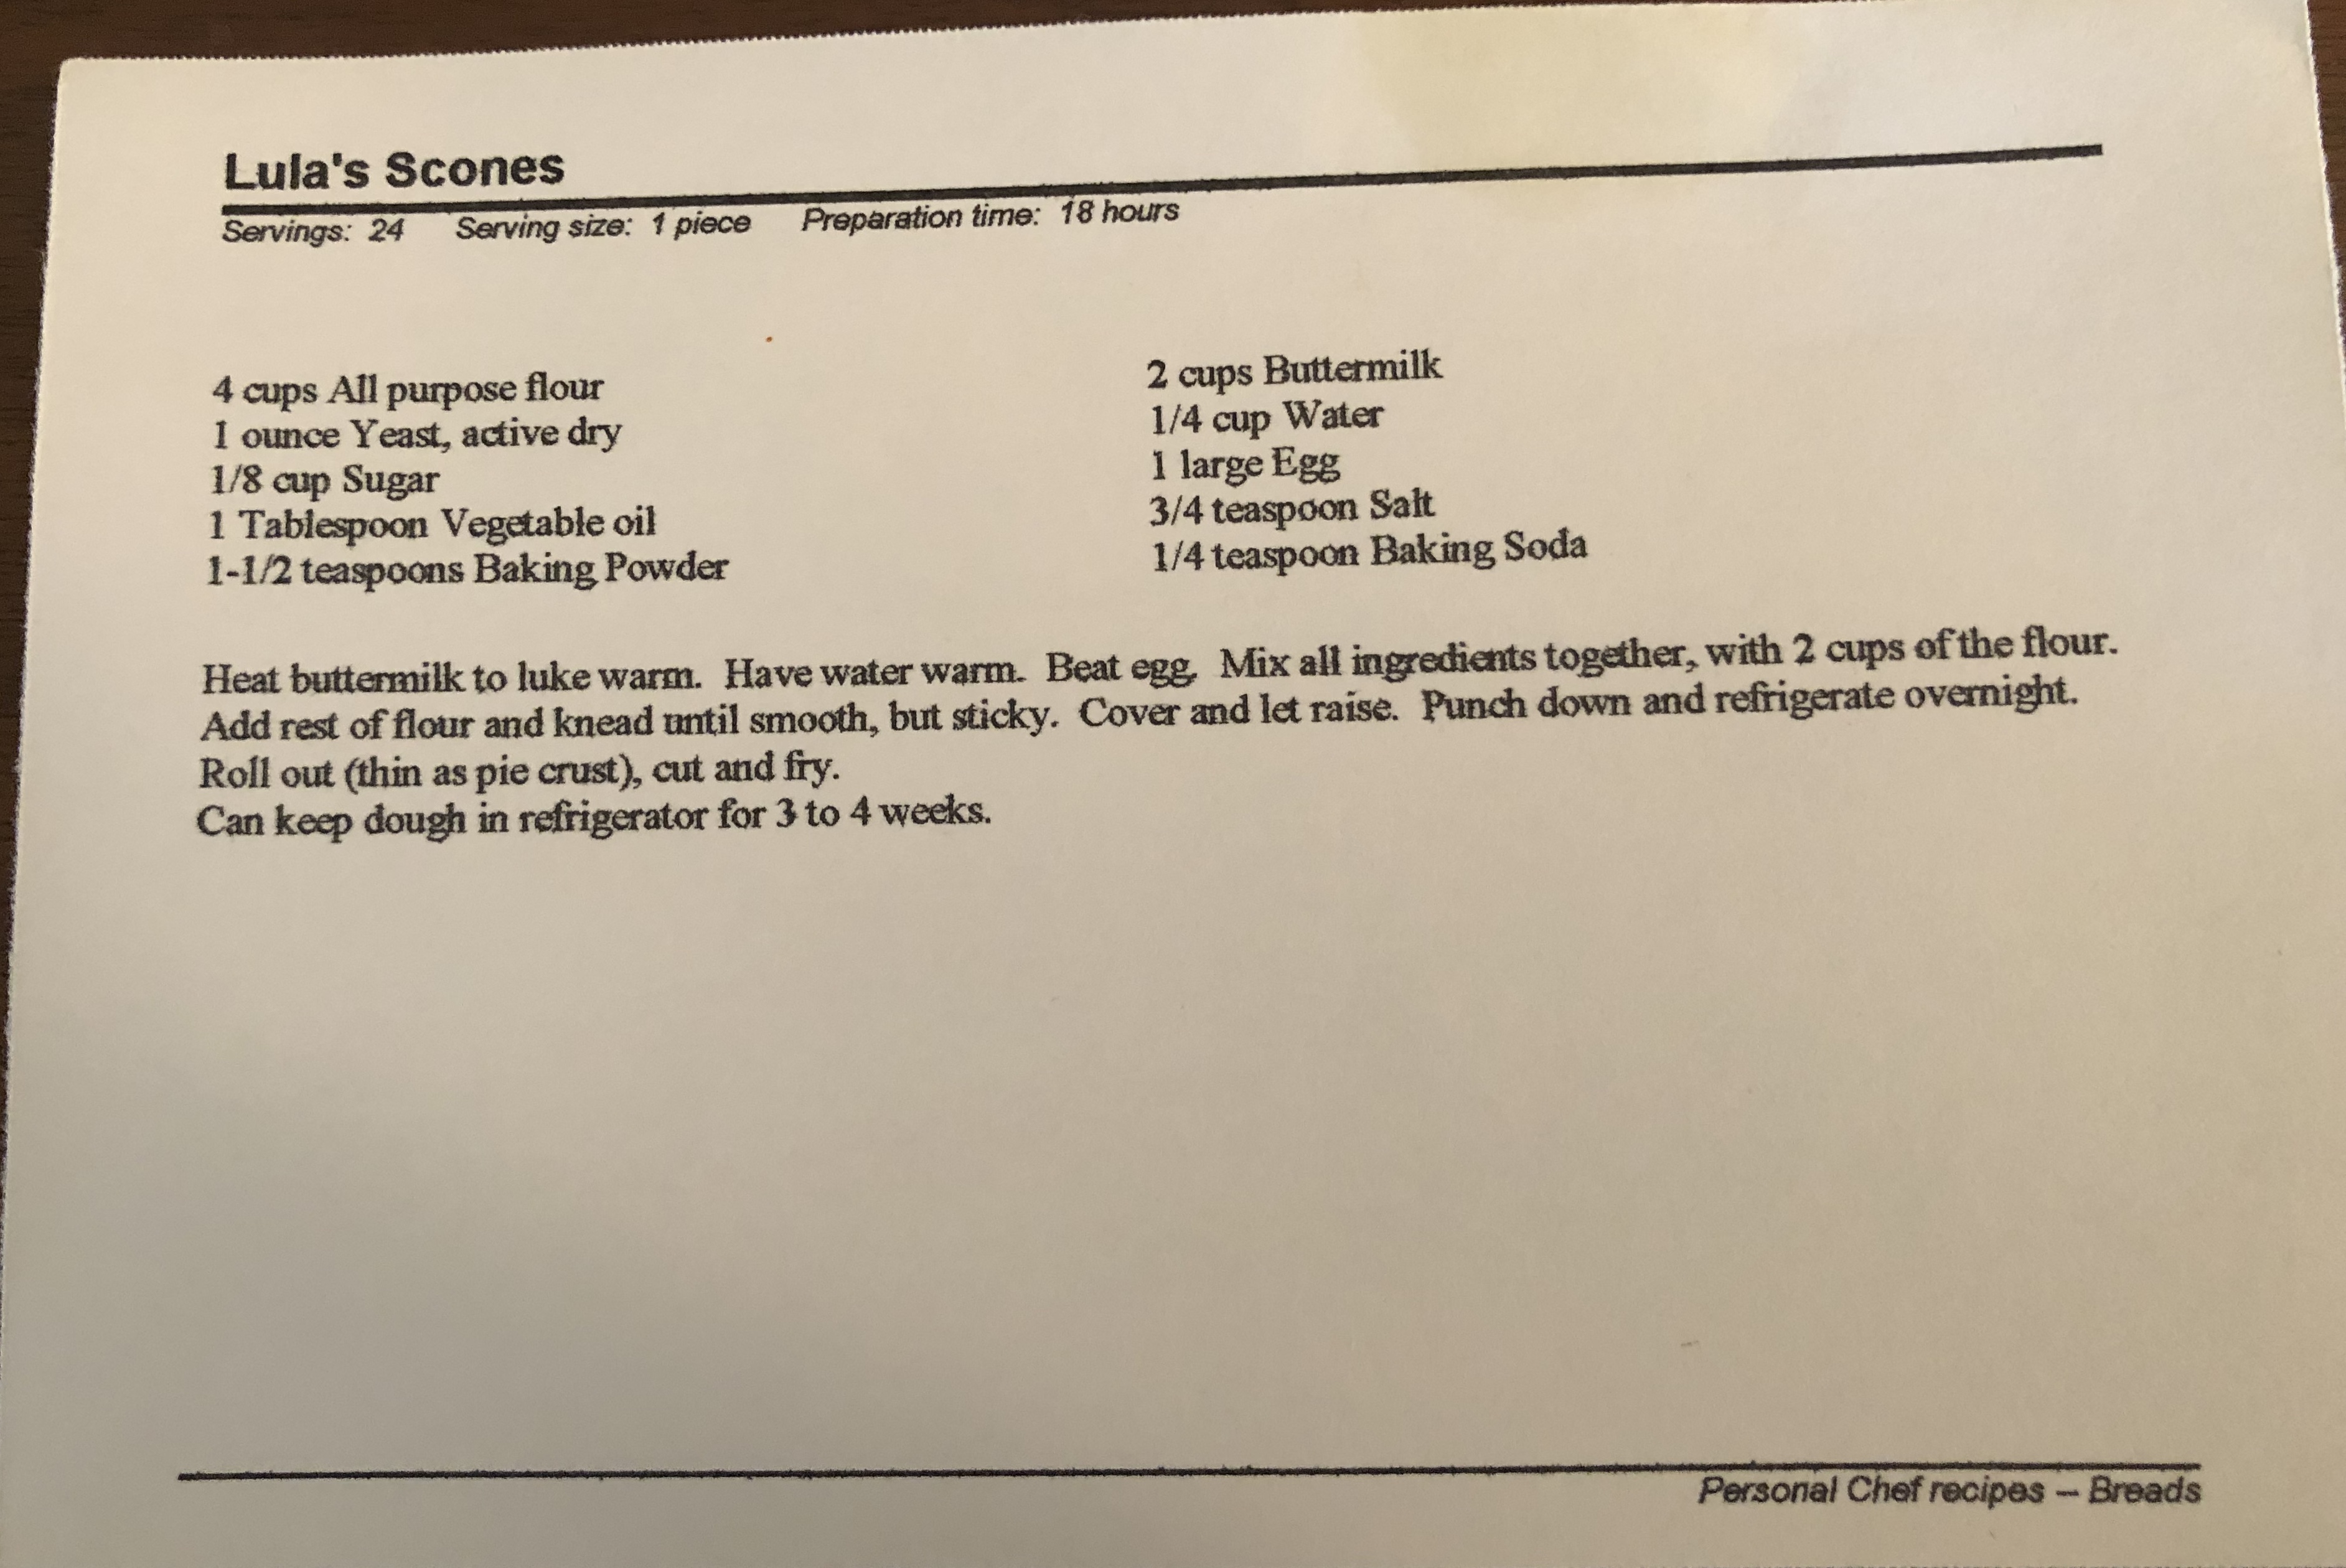 Lula's Scones
Servings: 24 Serving size: 1 piece Preparation time: 18 hours
4 cups All purpose flour
1 ounce Yeast, active dry
1/8 cup Sugar
1 Tablespoon Vegetable oil
1-1/2 teaspoons Baking Powder
2 cups Buttermilk
1/4 cup Water
1 large Egg
3/4 teaspoon Salt
1/4 teaspoon Baking Soda
Heat buttermilk to luke warm. Have water warm. Beat egg. Mix all ingredients together, with 2 cups of the flour.
Add rest of flour and knead until smooth, but sticky. Cover and let raise. Punch down and refrigerate overnight.
Roll out (thin as pie crust), cut and fry.
Can keep dough in refrigerator for 3 to 4 weeks.
Personal Chef recipes – Breads